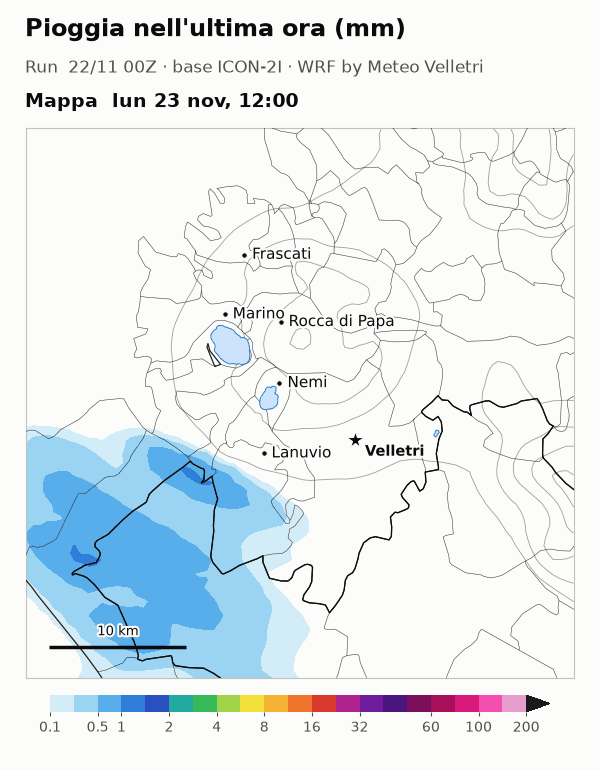 Pioggia nell'ultima ora (mm)
Run  22/11 00Z · base ICON-2I · WRF by Meteo Velletri
Mappa  lun 23 nov, 12:00
Frascati
Marino
Rocca di Papa
Nemi
Lanuvio
Velletri
10 km
0.1 0.5 1 2 4 8 16 32 60 100 200